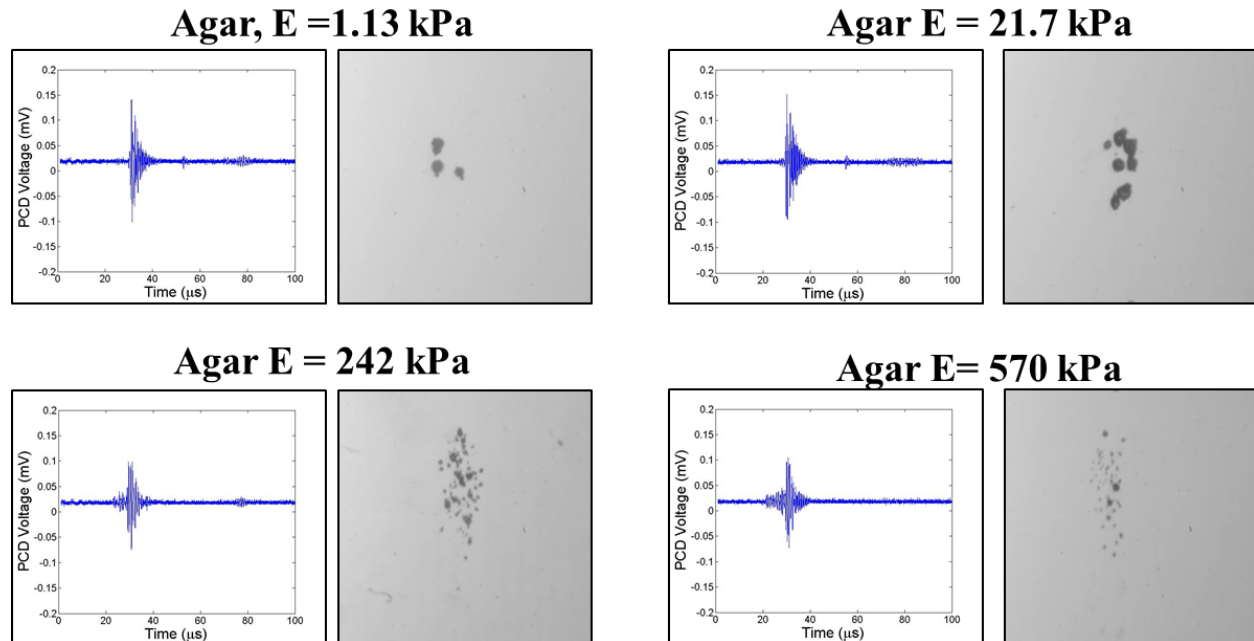 Agar, E =1.13 kPa
0.2
0.15
0.1
0.05
0
-0.05
-0.1
-0.15
-0.2
0 20 40 60 80 100
PCD Voltage (mV)
Time (μs)
Agar E = 21.7 kPa
0.2
0.15
0.1
0.05
0
-0.05
-0.1
-0.15
-0.2
0 20 40 60 80 100
PCD Voltage (mV)
Time (μs)
Agar E = 242 kPa
0.2
0.15
0.1
0.05
0
-0.05
-0.1
-0.15
-0.2
0 20 40 60 80 100
PCD Voltage (mV)
Time (μs)
Agar E= 570 kPa
0.2
0.15
0.1
0.05
0
-0.05
-0.1
-0.15
-0.2
0 20 40 60 80 100
PCD Voltage (mV)
Time (μs)